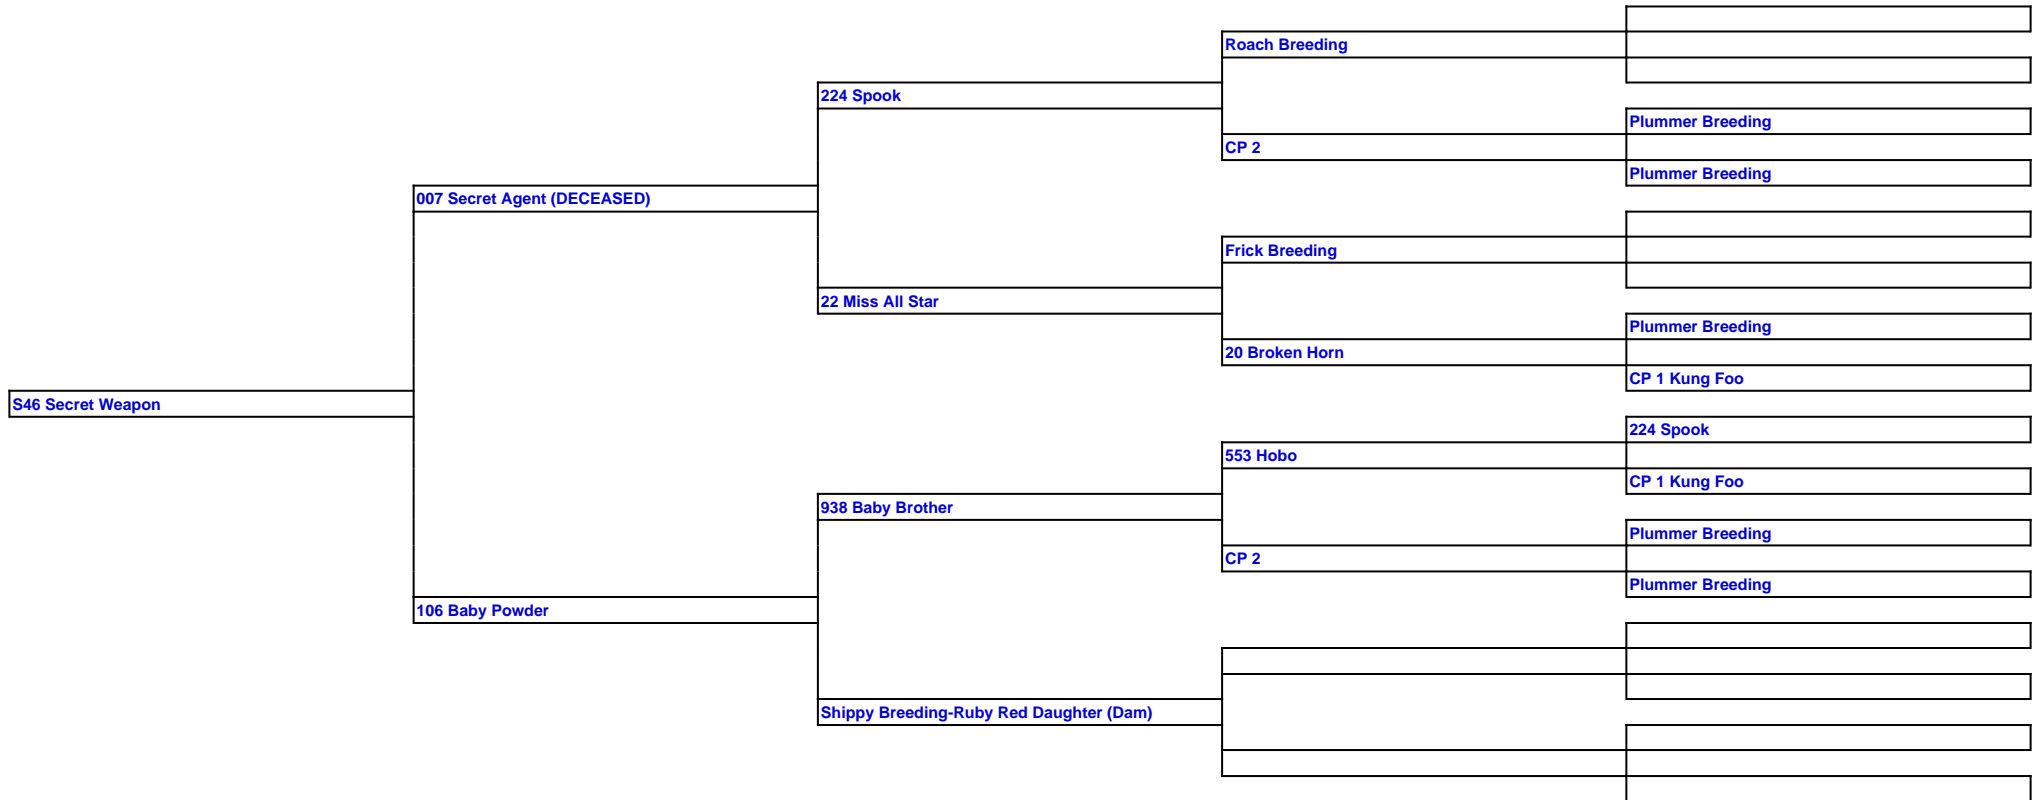 Roach Breeding
224 Spook
Plummer Breeding
CP 2
Plummer Breeding
007 Secret Agent (DECEASED)
Frick Breeding
22 Miss All Star
Plummer Breeding
20 Broken Horn
CP 1 Kung Foo
S46 Secret Weapon
224 Spook
553 Hobo
CP 1 Kung Foo
938 Baby Brother
Plummer Breeding
CP 2
Plummer Breeding
106 Baby Powder
Shippy Breeding-Ruby Red Daughter (Dam)